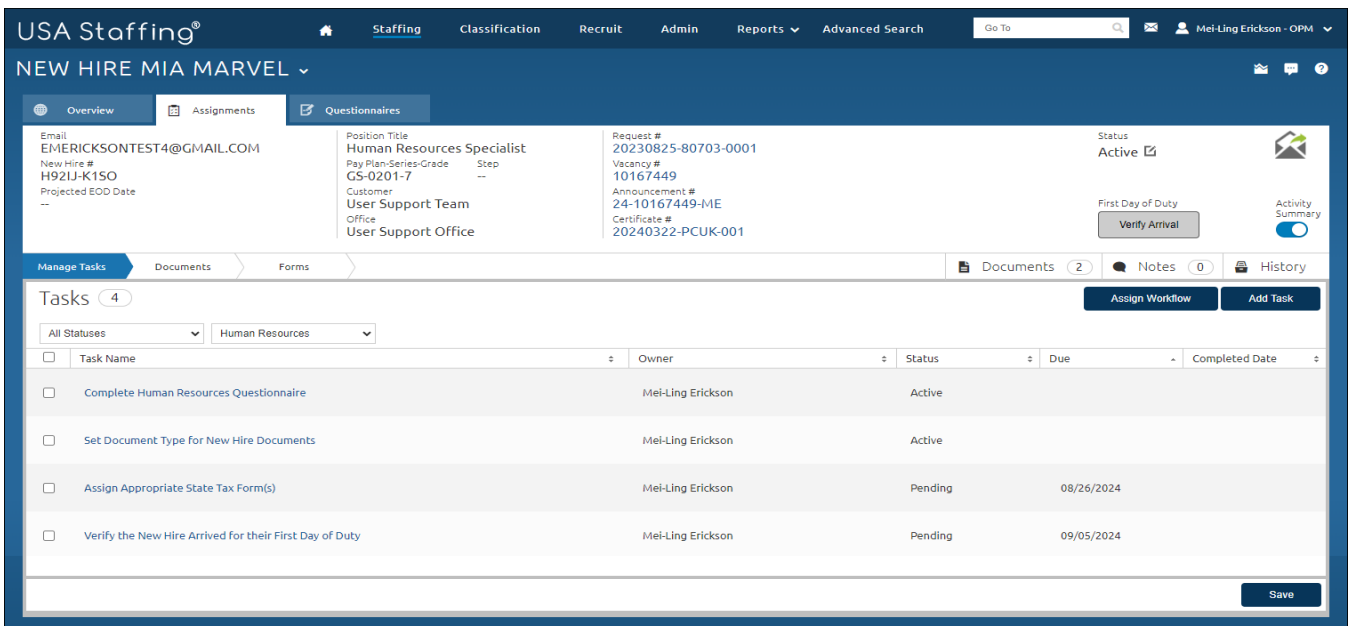 USA Staffing®
Staffing Classification Recruit Admin Reports Advanced Search Go To Mei-Ling Erickson - OPM
NEW HIRE MIA MARVEL
Overview Assignments Questionnaires
Email
EMERICKSONTEST4@GMAIL.COM
New Hire #
H92IJ-K1SO
Projected EOD Date
--
Position Title
Human Resources Specialist
Pay Plan-Series-Grade Step
GS-0201-7 --
Customer
User Support Team
Office
User Support Office
Request #
20230825-80703-0001
Vacancy #
10167449
Announcement #
24-10167449-ME
Certificate #
20240322-PCUK-001
Status
Active
First Day of Duty
Verify Arrival
Activity
Summary
Manage Tasks Documents Forms Documents 2 Notes 0 History
Tasks 4 Assign Workflow Add Task
All Statuses Human Resources
Task Name Owner Status Due Completed Date
Complete Human Resources Questionnaire Mei-Ling Erickson Active
Set Document Type for New Hire Documents Mei-Ling Erickson Active
Assign Appropriate State Tax Form(s) Mei-Ling Erickson Pending 08/26/2024
Verify the New Hire Arrived for their First Day of Duty Mei-Ling Erickson Pending 09/05/2024
Save